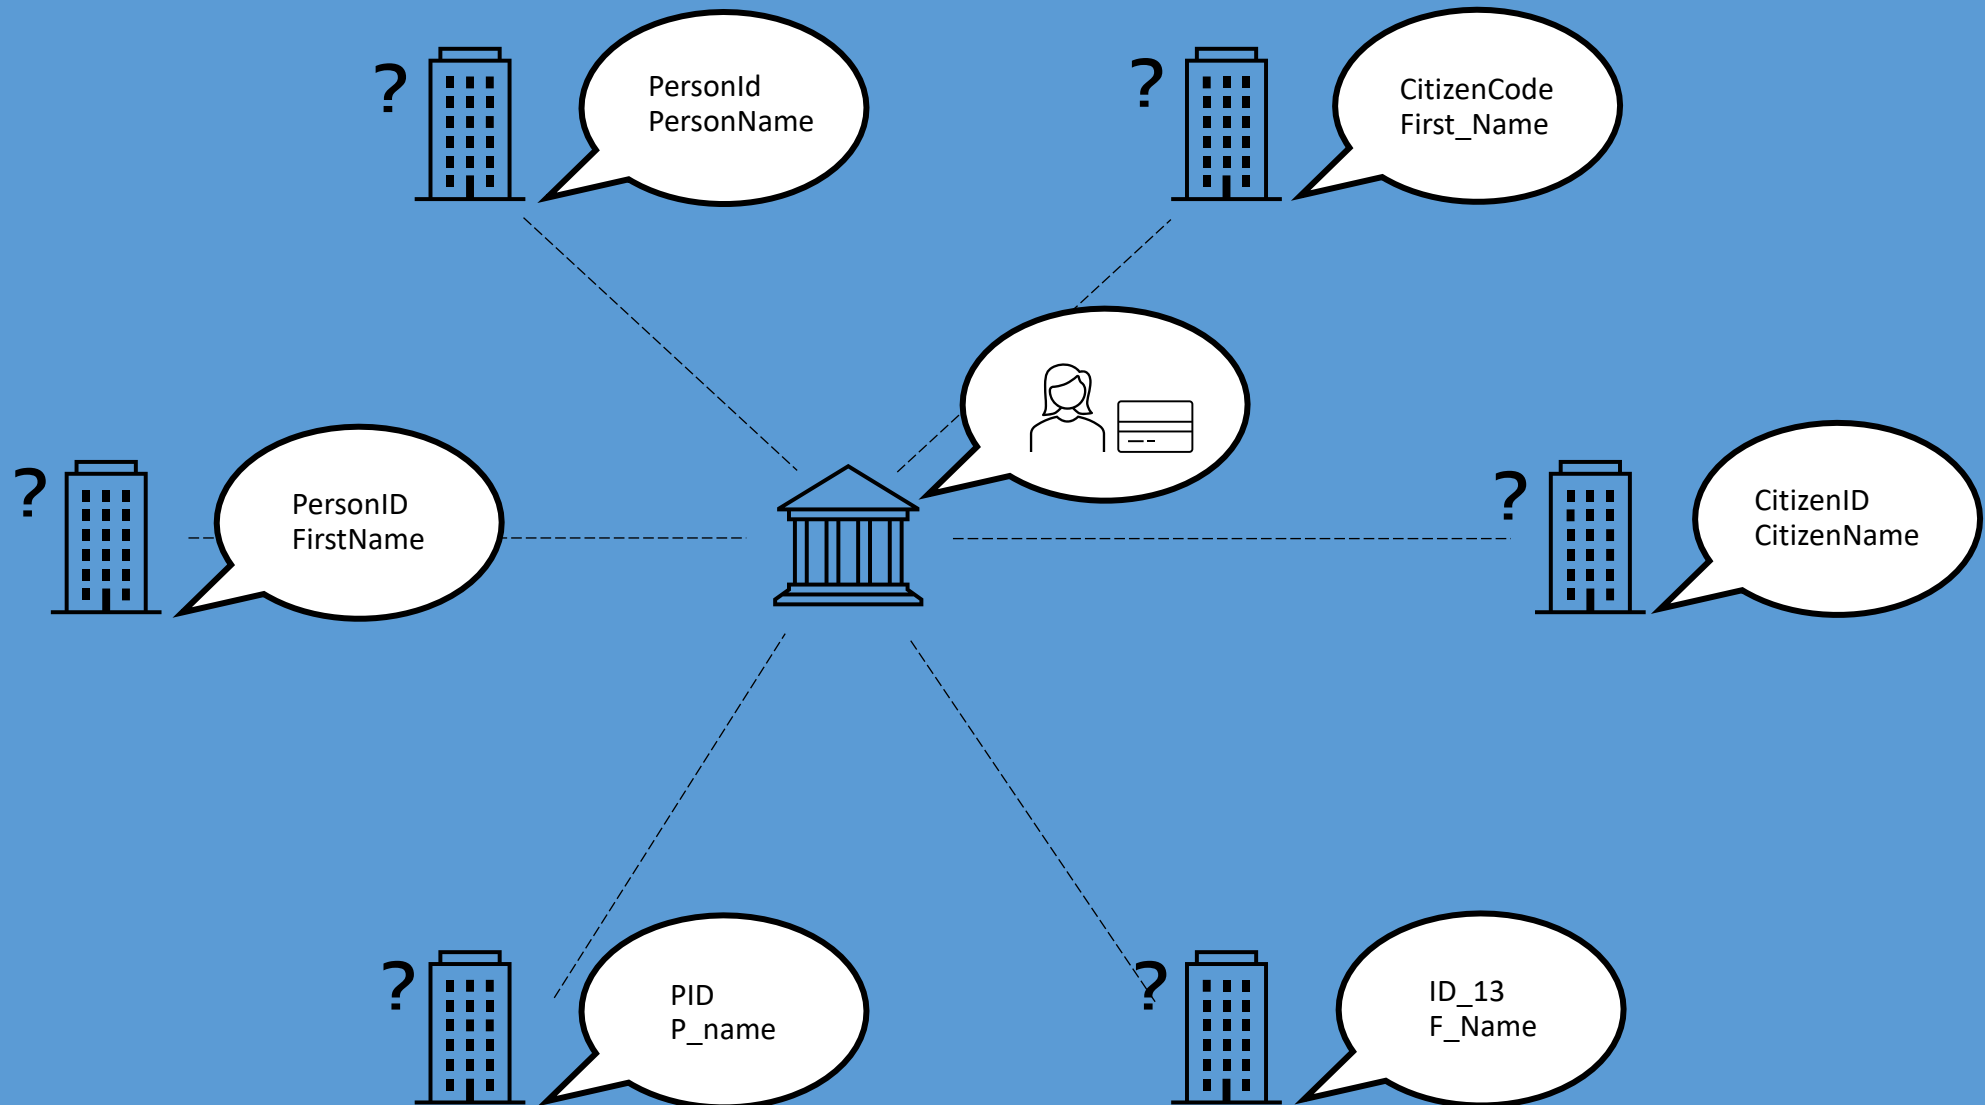 ?
PersonId
PersonName
?
CitizenCode
First_Name
?
PersonID
FirstName
?
CitizenID
CitizenName
?
PID
P_name
?
ID_13
F_Name